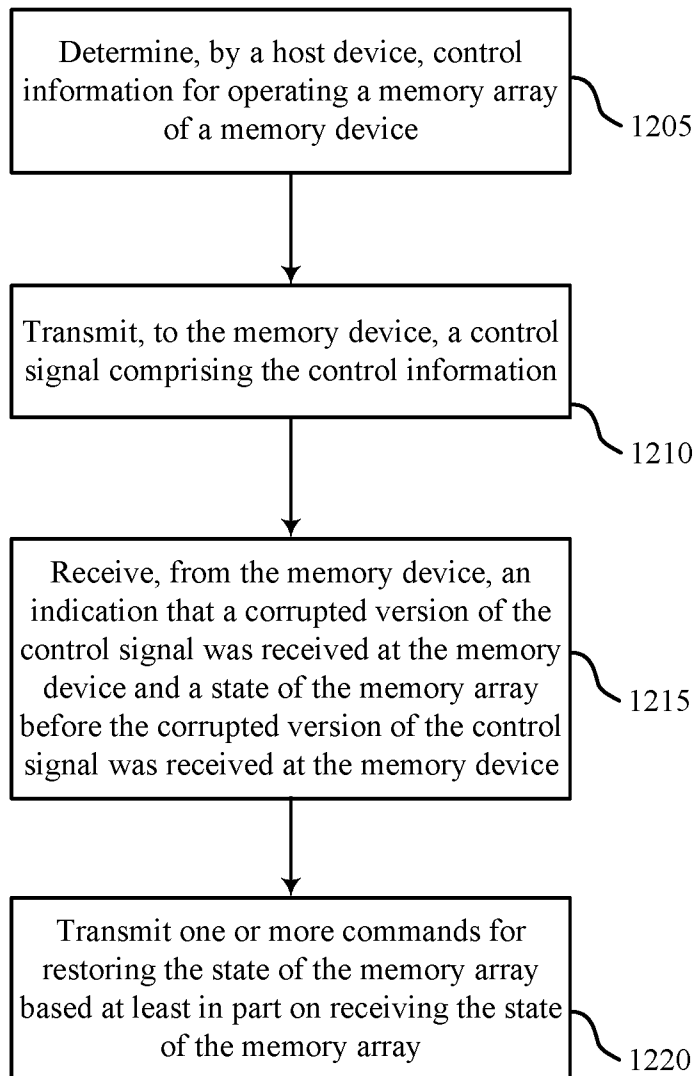 Determine, by a host device, control
information for operating a memory array
of a memory device
1205
Transmit, to the memory device, a control
signal comprising the control information
1210
Receive, from the memory device, an
indication that a corrupted version of the
control signal was received at the memory
device and a state of the memory array
before the corrupted version of the control
signal was received at the memory device
1215
Transmit one or more commands for
restoring the state of the memory array
based at least in part on receiving the state
of the memory array
1220